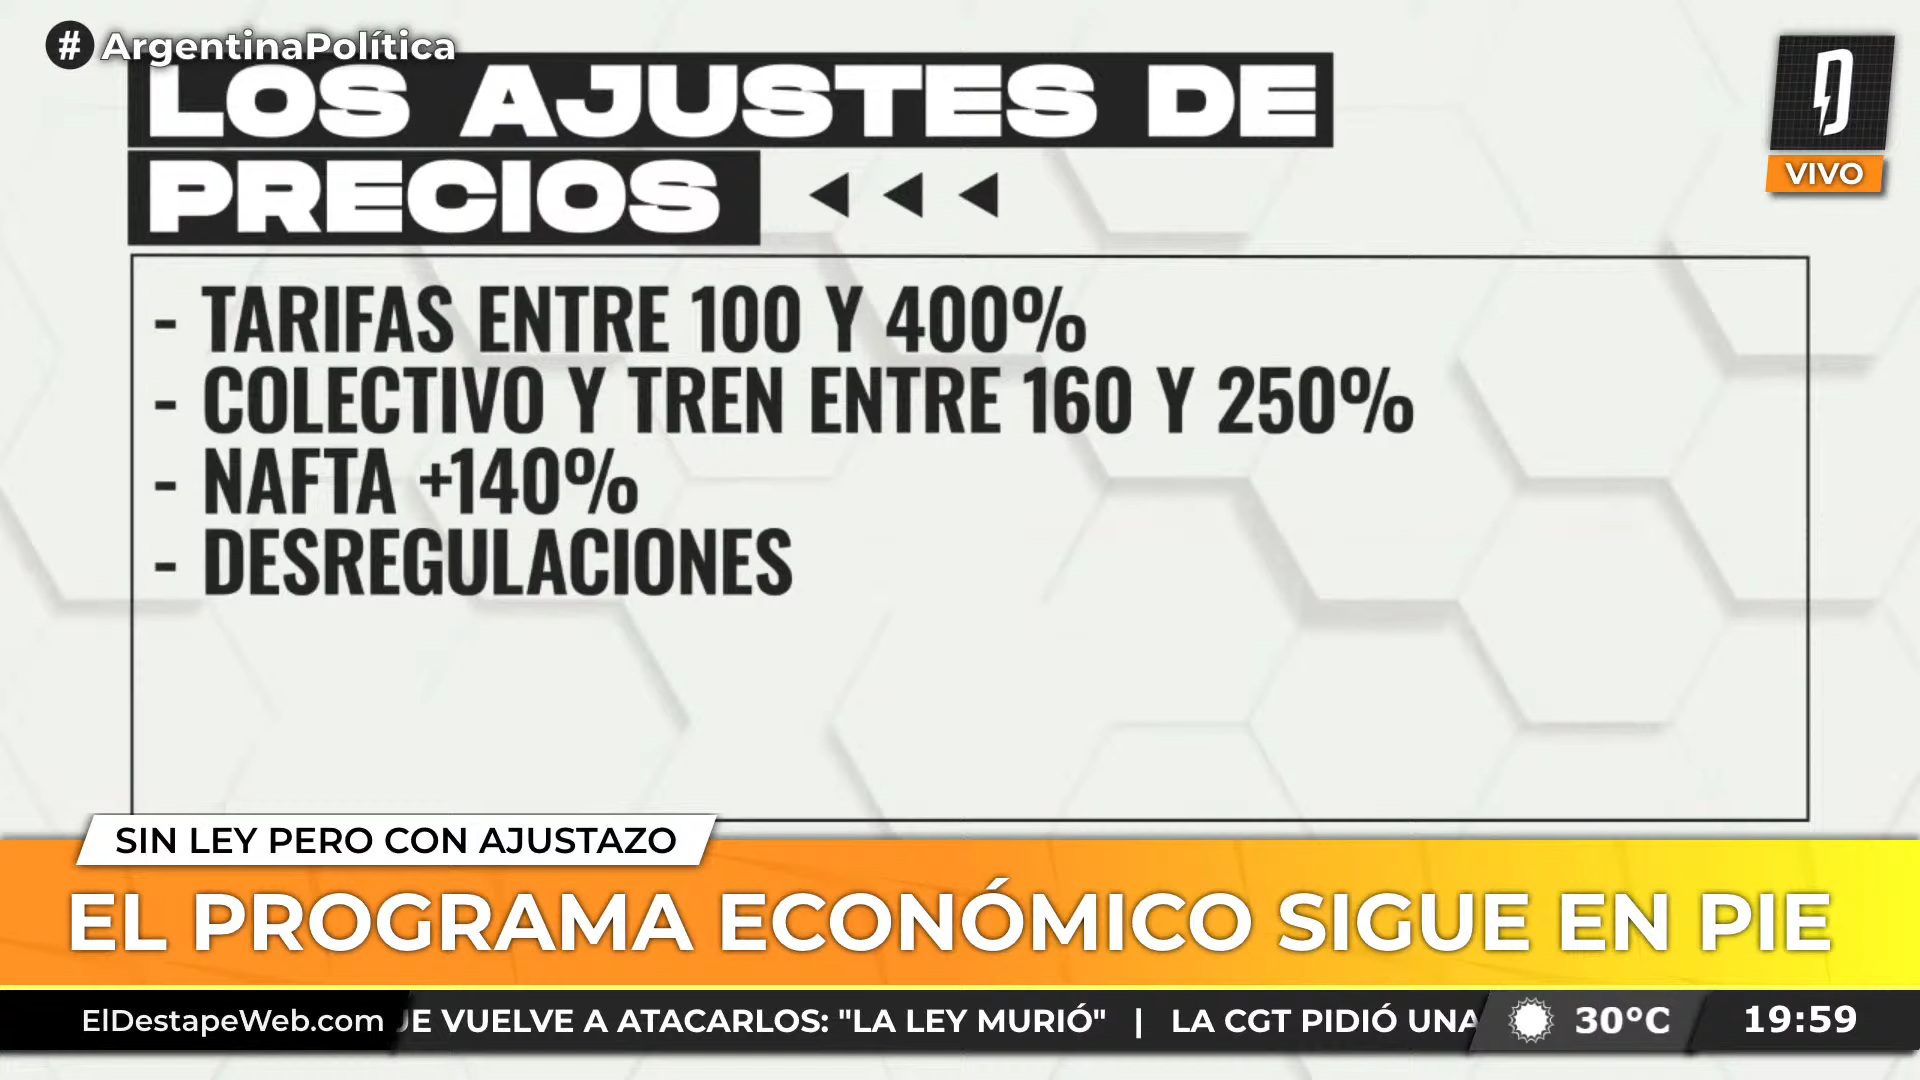 # ArgentinaPolítica
LOS AJUSTES DE
PRECIOS
VIVO
- TARIFAS ENTRE 100 Y 400%
- COLECTIVO Y TREN ENTRE 160 Y 250%
- NAFTA +140%
- DESREGULACIONES
SIN LEY PERO CON AJUSTAZO
EL PROGRAMA ECONÓMICO SIGUE EN PIE
ElDestapeWeb.com VUELVE A ATACARLOS: "LA LEY MURIÓ" | LA CGT PIDIÓ UNA 30°C 19:59